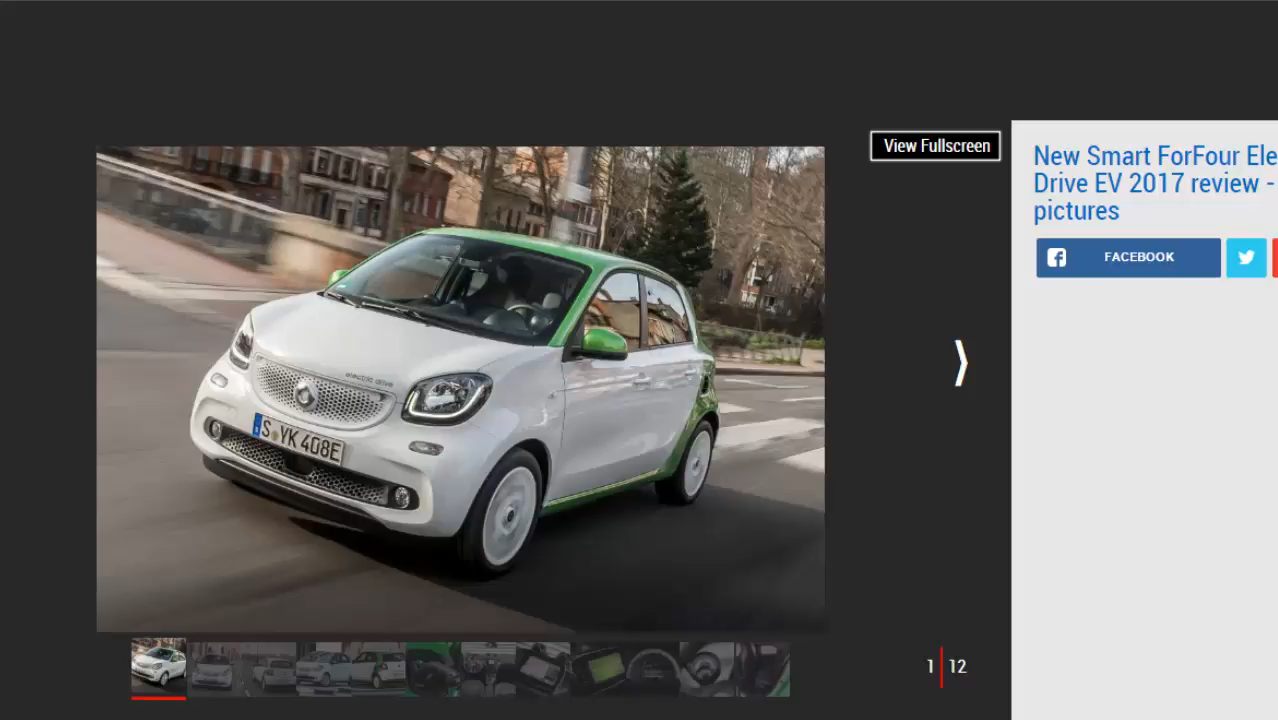 View Fullscreen
New Smart ForFour Ele
Drive EV 2017 review -
pictures
FACEBOOK
electric drive
S YK 408E
1 12